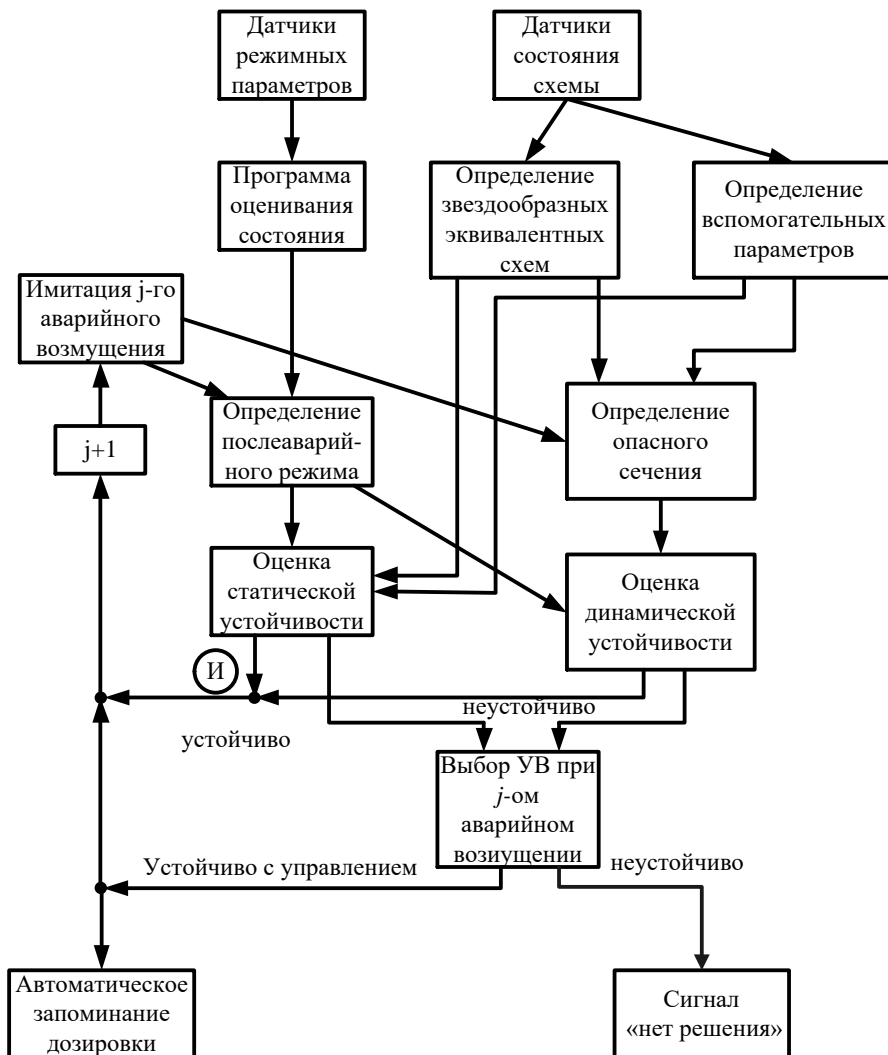 Датчики
режимных
параметров
Датчики
состояния
схемы
Программа
оценивания
состояния
Определение
звездообразных
эквивалентных
схем
Определение
вспомогательных
параметров
Имитация j-го
аварийного
возмущения
j+1
Определение
послеаварий-
ного режима
Определение
опасного
сечения
Оценка
статической
устойчивости
Оценка
динамической
устойчивости
И
неустойчиво
устойчиво
Выбор УВ при
j-ом
аварийном
возиущении
Устойчиво с управлением
неустойчиво
Автоматическое
запоминание
дозировки
Сигнал
«нет решения»